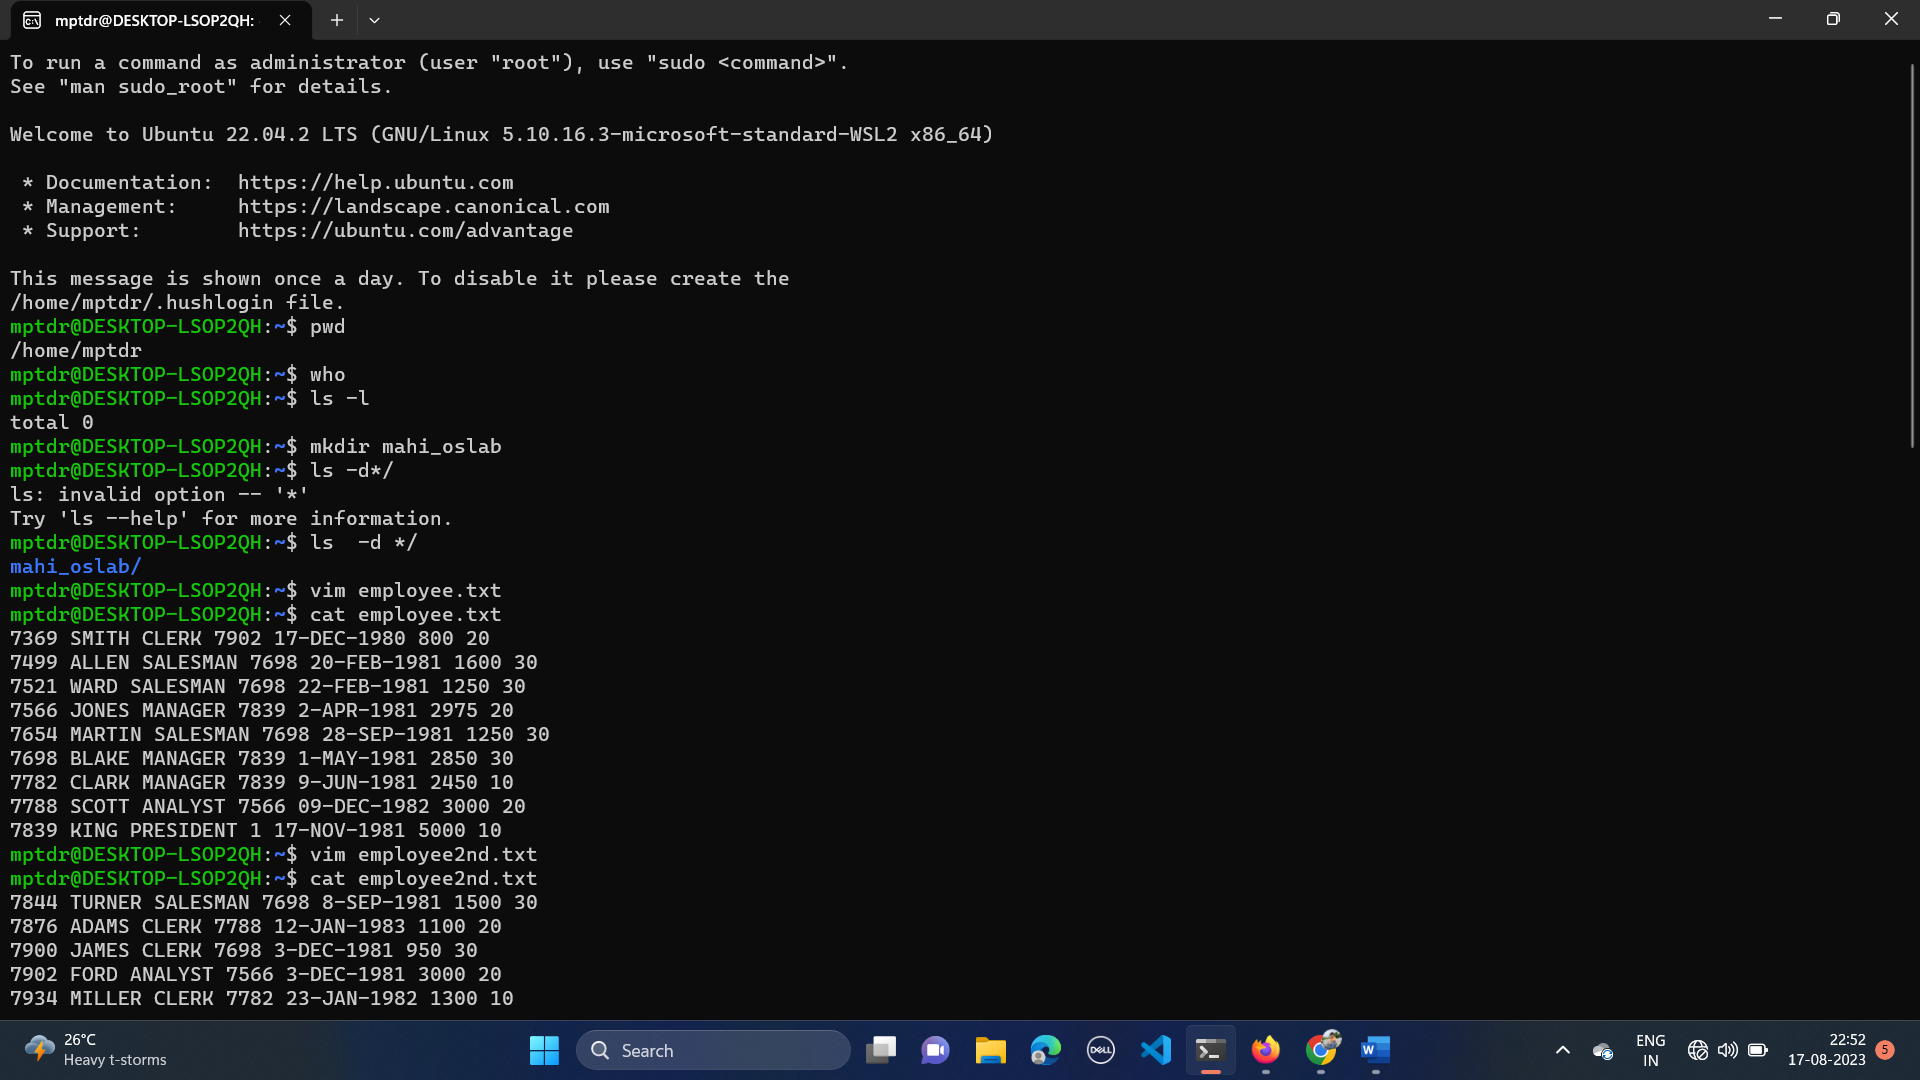 mptdr@DESKTOP-LSOP2QH:
To run a command as administrator (user "root"), use "sudo <command>".
See "man sudo_root" for details.
Welcome to Ubuntu 22.04.2 LTS (GNU/Linux 5.10.16.3-microsoft-standard-WSL2 x86_64)
* Documentation:  https://help.ubuntu.com
* Management:     https://landscape.canonical.com
* Support:        https://ubuntu.com/advantage
This message is shown once a day. To disable it please create the
/home/mptdr/.hushlogin file.
mptdr@DESKTOP-LSOP2QH:~$ pwd
/home/mptdr
mptdr@DESKTOP-LSOP2QH:~$ who
mptdr@DESKTOP-LSOP2QH:~$ ls -l
total 0
mptdr@DESKTOP-LSOP2QH:~$ mkdir mahi_oslab
mptdr@DESKTOP-LSOP2QH:~$ ls -d*/
ls: invalid option -- '*'
Try 'ls --help' for more information.
mptdr@DESKTOP-LSOP2QH:~$ ls  -d */
mahi_oslab/
mptdr@DESKTOP-LSOP2QH:~$ vim employee.txt
mptdr@DESKTOP-LSOP2QH:~$ cat employee.txt
7369 SMITH CLERK 7902 17-DEC-1980 800 20
7499 ALLEN SALESMAN 7698 20-FEB-1981 1600 30
7521 WARD SALESMAN 7698 22-FEB-1981 1250 30
7566 JONES MANAGER 7839 2-APR-1981 2975 20
7654 MARTIN SALESMAN 7698 28-SEP-1981 1250 30
7698 BLAKE MANAGER 7839 1-MAY-1981 2850 30
7782 CLARK MANAGER 7839 9-JUN-1981 2450 10
7788 SCOTT ANALYST 7566 09-DEC-1982 3000 20
7839 KING PRESIDENT 1 17-NOV-1981 5000 10
mptdr@DESKTOP-LSOP2QH:~$ vim employee2nd.txt
mptdr@DESKTOP-LSOP2QH:~$ cat employee2nd.txt
7844 TURNER SALESMAN 7698 8-SEP-1981 1500 30
7876 ADAMS CLERK 7788 12-JAN-1983 1100 20
7900 JAMES CLERK 7698 3-DEC-1981 950 30
7902 FORD ANALYST 7566 3-DEC-1981 3000 20
7934 MILLER CLERK 7782 23-JAN-1982 1300 10
26°C
Heavy t-storms
Search
DELL
W
ENG
IN
22:52
17-08-2023
5